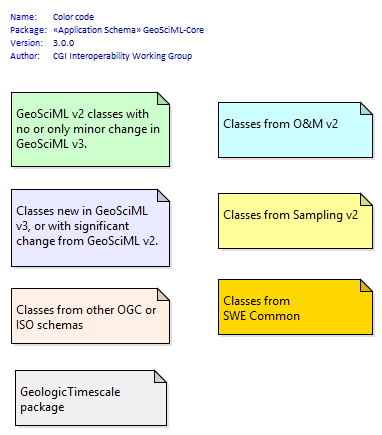 Name: Color code
Package: «Application Schema» GeoSciML-Core
Version: 3.0.0
Author: CGI Interoperability Working Group
GeoSciML v2 classes with
no or only minor change in
GeoSciML v3.
Classes from O&M v2
Classes new in GeoSciML
v3, or with significant
change from GeoSciML v2.
Classes from Sampling v2
Classes from other OGC or
ISO schemas
Classes from
SWE Common
GeologicTimescale
package